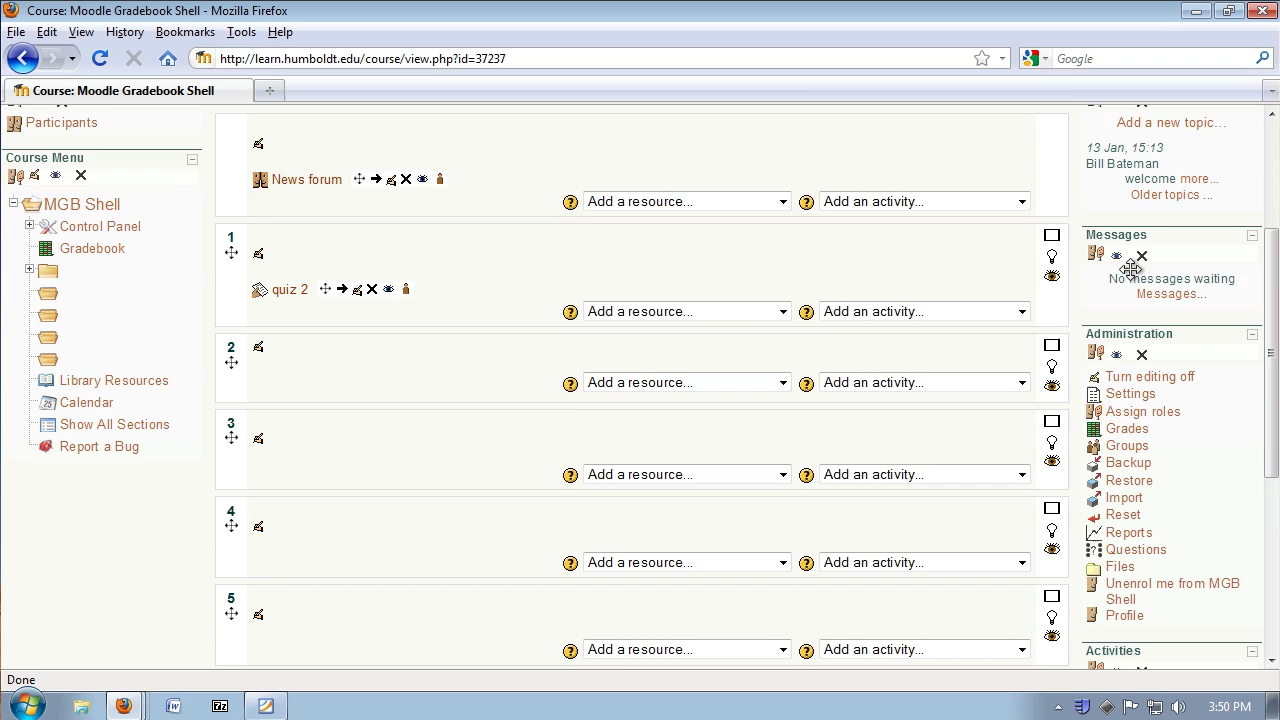 Course: Moodle Gradebook Shell - Mozilla Firefox
File Edit View History Bookmarks Tools Help
http://learn.humboldt.edu/course/view.php?id=37237
Google
Course: Moodle Gradebook Shell
Participants
Course Menu
MGB Shell
Control Panel
Gradebook
Library Resources
Calendar
Show All Sections
Report a Bug
News forum
Add a resource... Add an activity...
1
quiz 2
Add a resource... Add an activity...
2
Add a resource... Add an activity...
3
Add a resource... Add an activity...
4
Add a resource... Add an activity...
5
Add a resource... Add an activity...
Add a new topic...
13 Jan, 15:13
Bill Bateman
welcome more...
Older topics ...
Messages
No messages waiting
Messages...
Administration
Turn editing off
Settings
Assign roles
Grades
Groups
Backup
Restore
Import
Reset
Reports
Questions
Files
Unenrol me from MGB
Shell
Profile
Activities
Done
3:50 PM